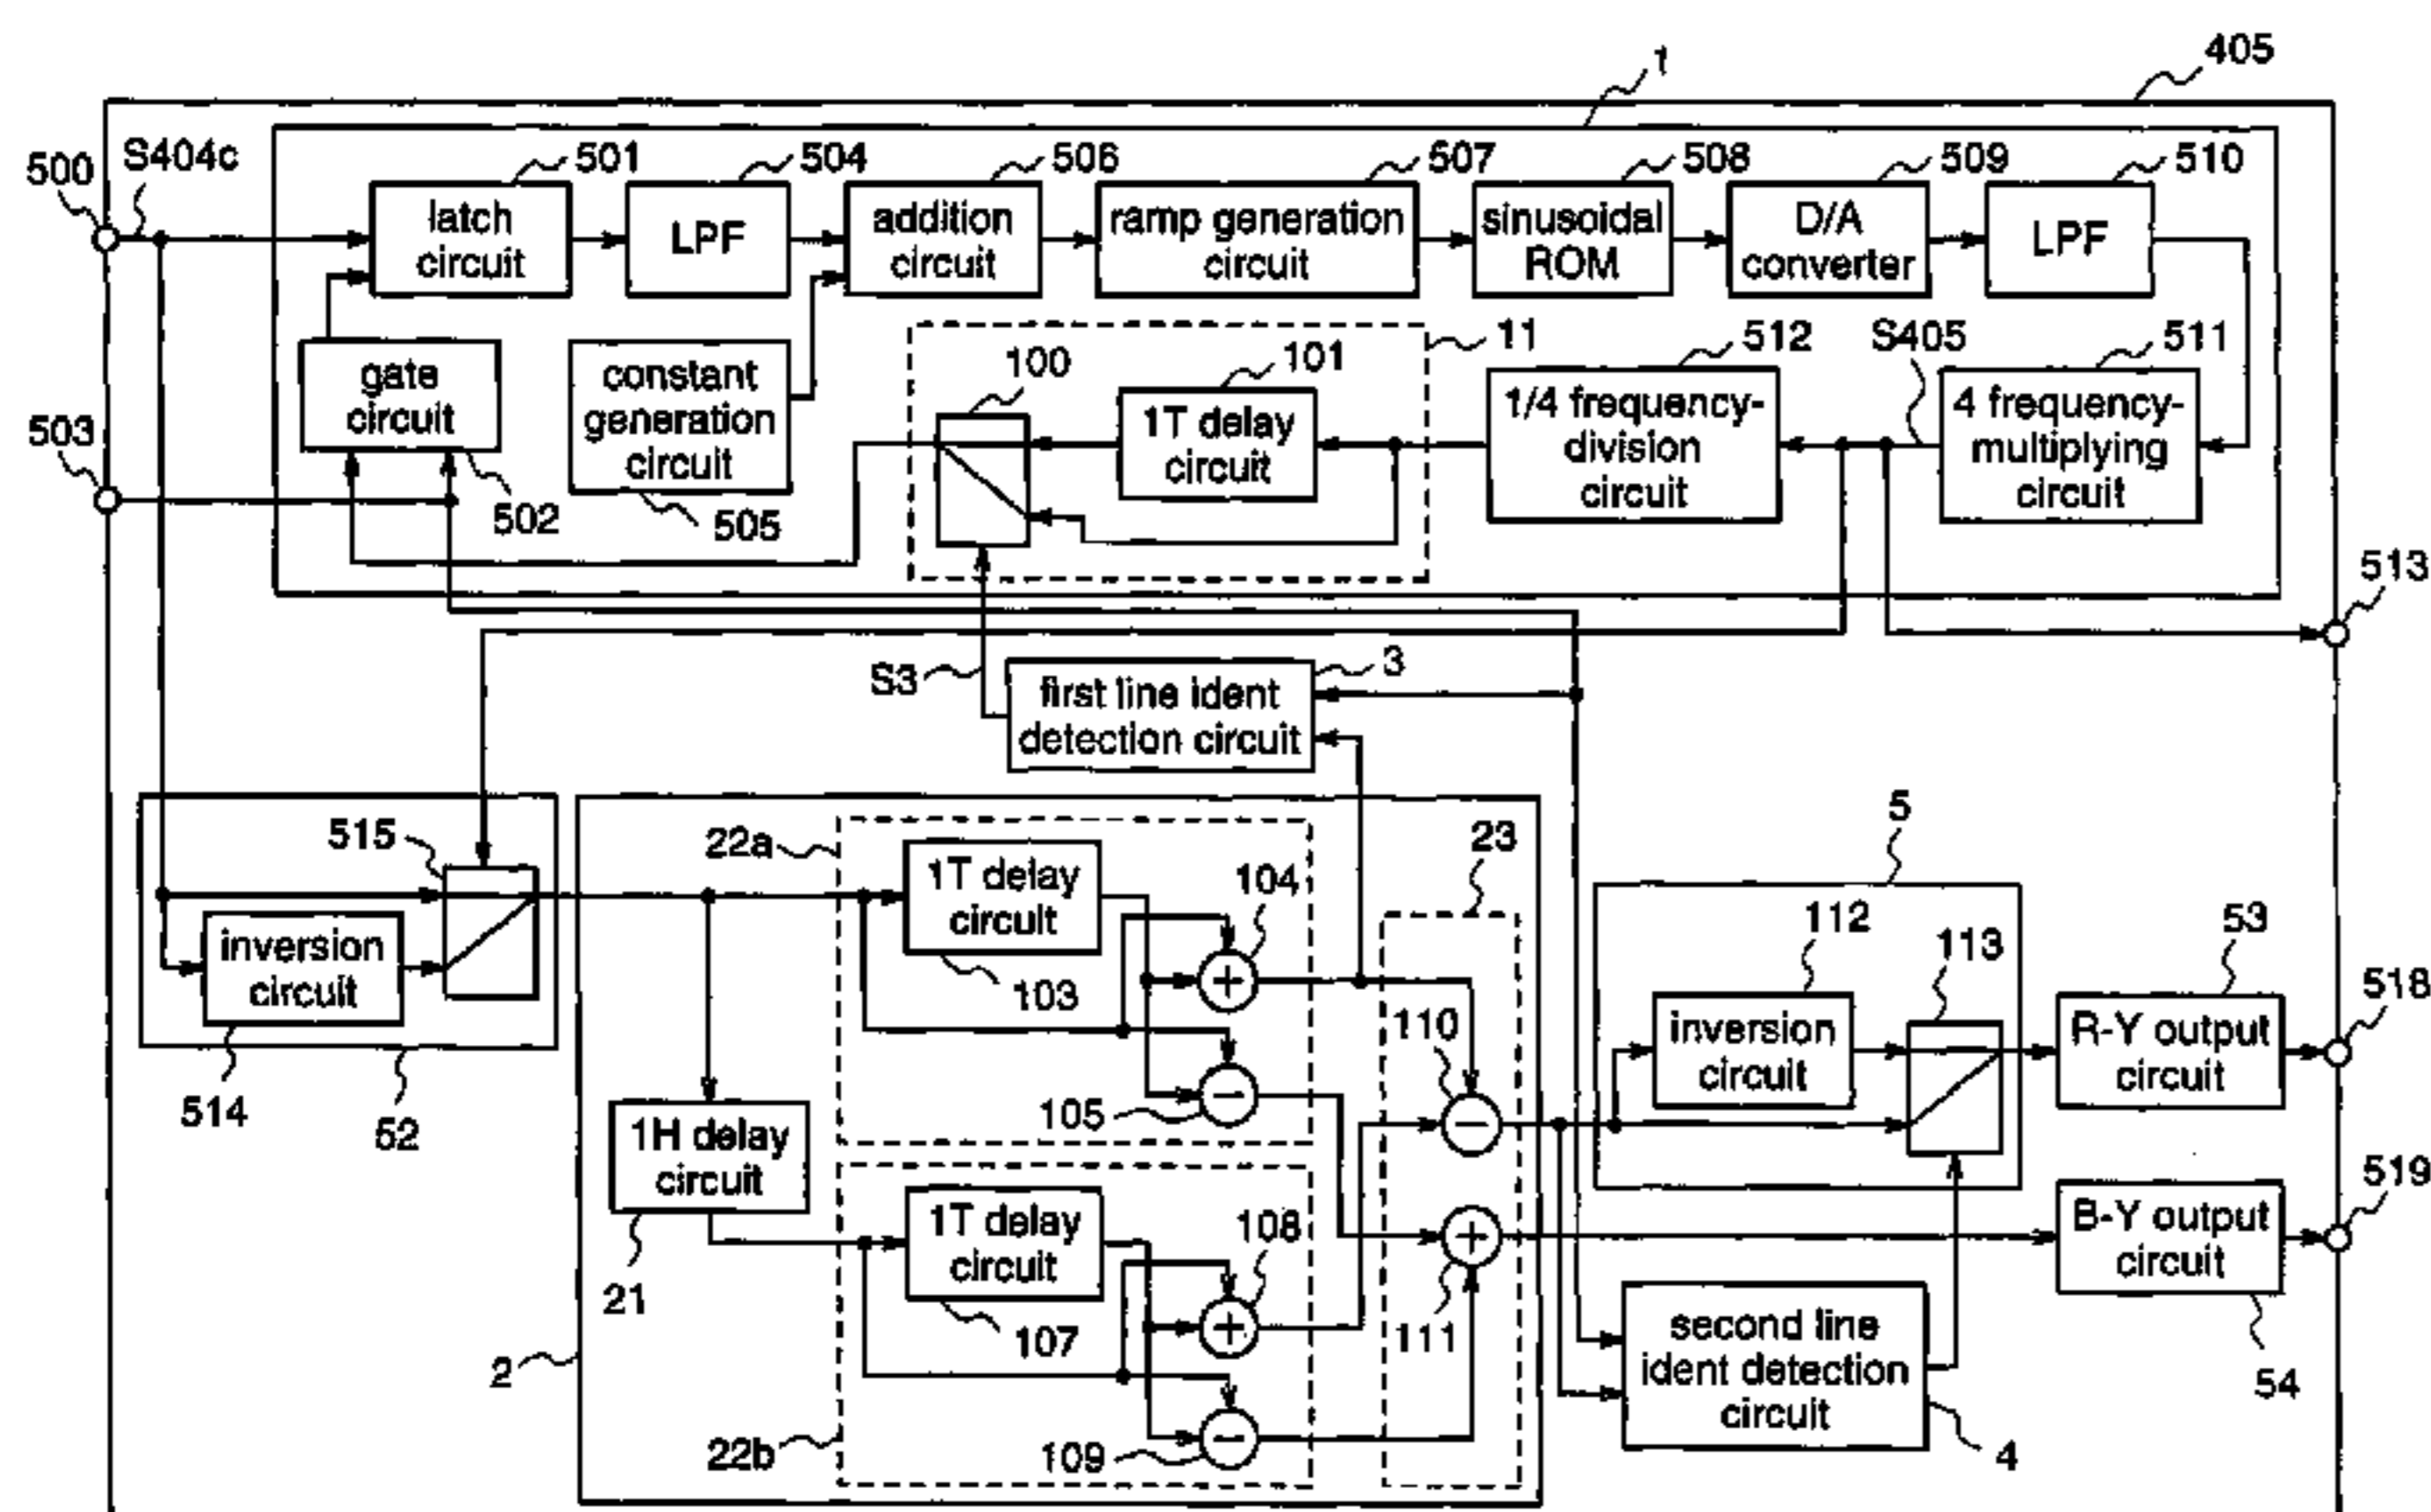 1
405
500
S404c
501
504
506
507
508
509
510
latch
circuit
LPF
addition
circuit
ramp generation
circuit
sinusoidal
ROM
D/A
converter
LPF
503
gate
circuit
502
constant
generation
circuit
505
100
101
11
1T delay
circuit
512
1/4 frequency-
division
circuit
S405
511
4 frequency-
multiplying
circuit
513
S3
3
first line ident
detection circuit
515
inversion
circuit
514
52
22a
1T delay
circuit
103
104
105
23
1H delay
circuit
21
2
1T delay
circuit
107
108
109
22b
110
111
5
112
113
inversion
circuit
53
R-Y output
circuit
518
B-Y output
circuit
519
54
second line
ident detection
circuit
4